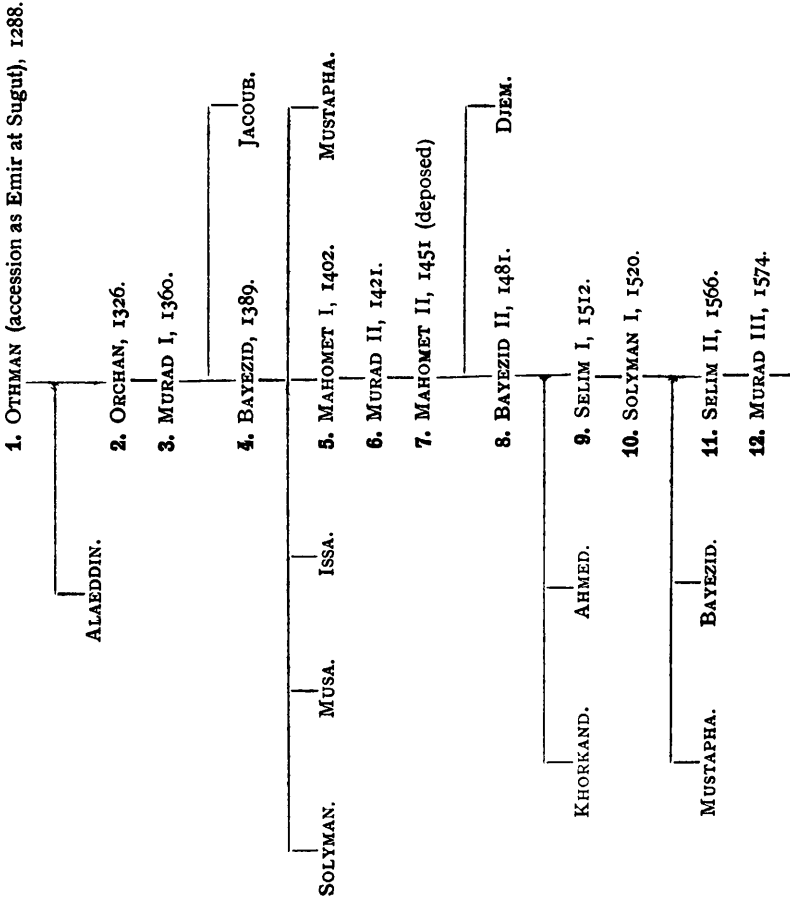 1. OTHMAN (accession as Emir at Sugut), 1288.
ALAEDDIN.
2. ORCHAN, 1326.
3. MURAD I, 1360.
4. BAYEZID, 1389.
JACOUB.
SOLYMAN.
MUSA.
ISSA.
5. MAHOMET I, 1402.
MUSTAPHA.
6. MURAD II, 1421.
7. MAHOMET II, 1451 (deposed)
8. BAYEZID II, 1481.
DJEM.
KHORKAND.
AHMED.
9. SELIM I, 1512.
10. SOLYMAN I, 1520.
MUSTAPHA.
BAYEZID.
11. SELIM II, 1566.
12. MURAD III, 1574.